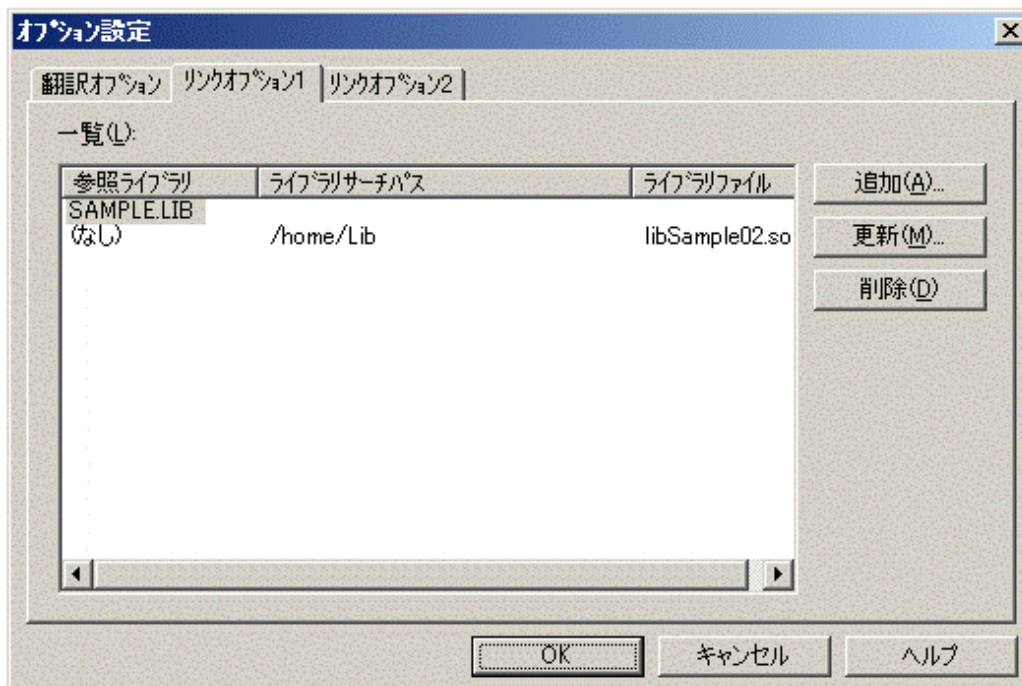 オプション設定
翻訳オプション リンクオプション1 リンクオプション2
一覧(L):
参照ライブラリ ライブラリサーチパス ライブラリファイル
SAMPLE.LIB
(なし) /home/Lib libSample02.so
追加(A)...
更新(M)...
削除(D)
OK キャンセル ヘルプ